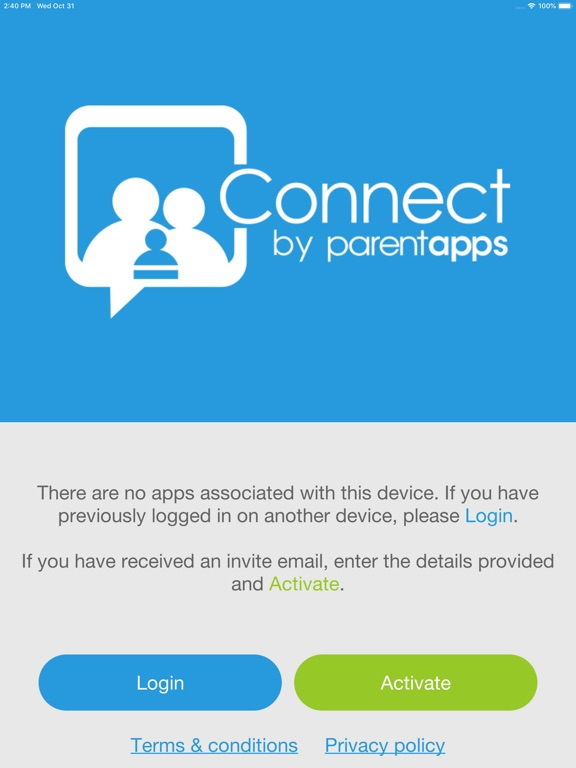 2:40 PM Wed Oct 31 100%
Connect
by parentapps
There are no apps associated with this device. If you have
previously logged in on another device, please Login.
If you have received an invite email, enter the details provided
and Activate.
Login Activate
Terms & conditions Privacy policy